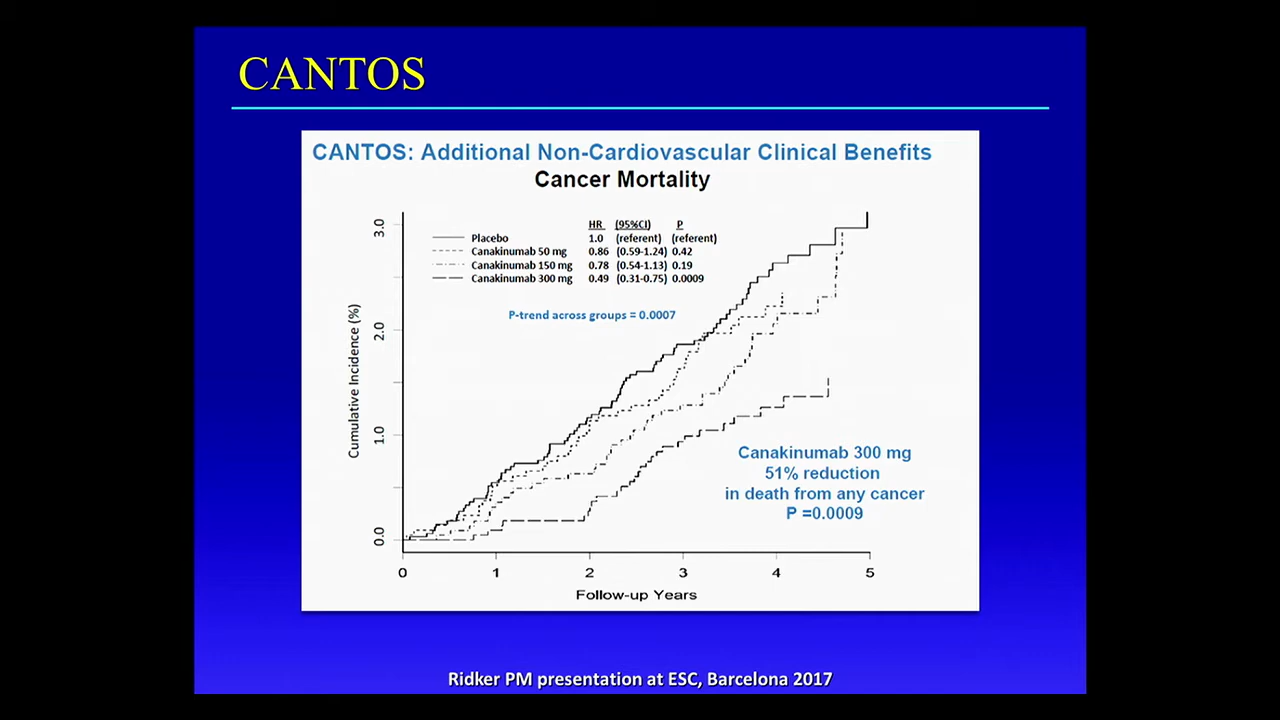 CANTOS
CANTOS: Additional Non-Cardiovascular Clinical Benefits
Cancer Mortality
HR (95%CI) P
Placebo 1.0 (referent) (referent)
Canakinumab 50 mg 0.86 (0.59-1.24) 0.42
Canakinumab 150 mg 0.78 (0.54-1.13) 0.19
Canakinumab 300 mg 0.49 (0.31-0.75) 0.0009
P-trend across groups = 0.0007
Cumulative Incidence (%)
3.0
2.0
1.0
0.0
Canakinumab 300 mg
51% reduction
in death from any cancer
P =0.0009
0 1 2 3 4 5
Follow-up Years
Ridker PM presentation at ESC, Barcelona 2017